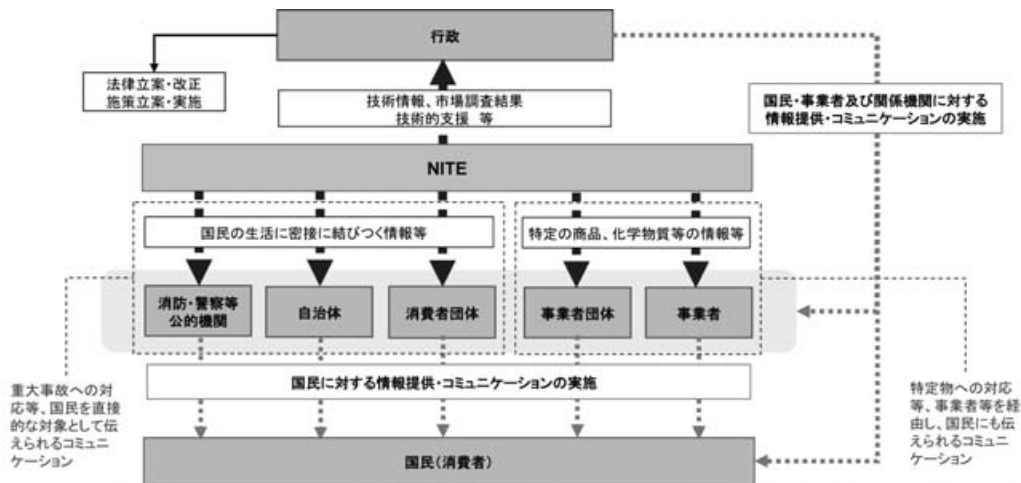 行政
法律立案・改正
施策立案・実施
技術情報、市場調査結果
技術的支援 等
国民・事業者及び関係機関に対する
情報提供・コミュニケーションの実施
NITE
国民の生活に密接に結びつく情報等
特定の商品、化学物質等の情報等
消防・警察等
公的機関
自治体
消費者団体
事業者団体
事業者
国民に対する情報提供・コミュニケーションの実施
重大事故への対
応等、国民を直接
的な対象として伝
えられるコミュニ
ケーション
特定物への対応
等、事業者等を経
由し、国民にも伝
えられるコミュニ
ケーション
国民(消費者)